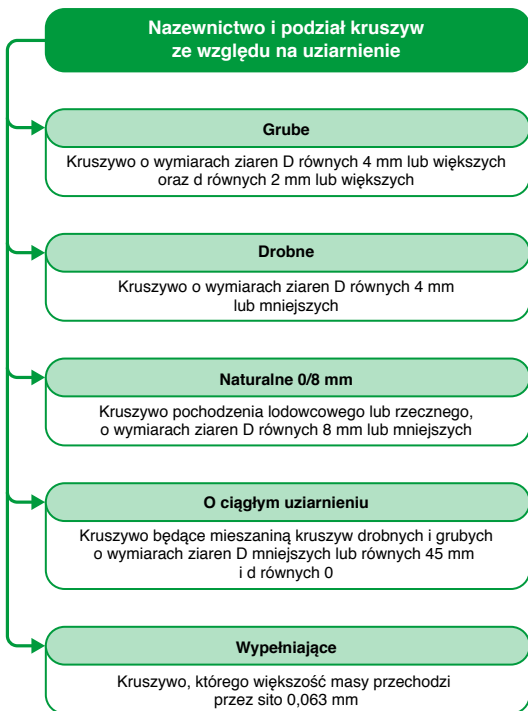 Nazewnictwo i podział kruszyw
ze względu na uziarnienie
Grube
Kruszywo o wymiarach ziaren D równych 4 mm lub większych
oraz d równych 2 mm lub większych
Drobne
Kruszywo o wymiarach ziaren D równych 4 mm
lub mniejszych
Naturalne 0/8 mm
Kruszywo pochodzenia lodowcowego lub rzecznego,
o wymiarach ziaren D równych 8 mm lub mniejszych
O ciągłym uziarnieniu
Kruszywo będące mieszaniną kruszyw drobnych i grubych
o wymiarach ziaren D mniejszych lub równych 45 mm
i d równych 0
Wypełniające
Kruszywo, którego większość masy przechodzi
przez sito 0,063 mm